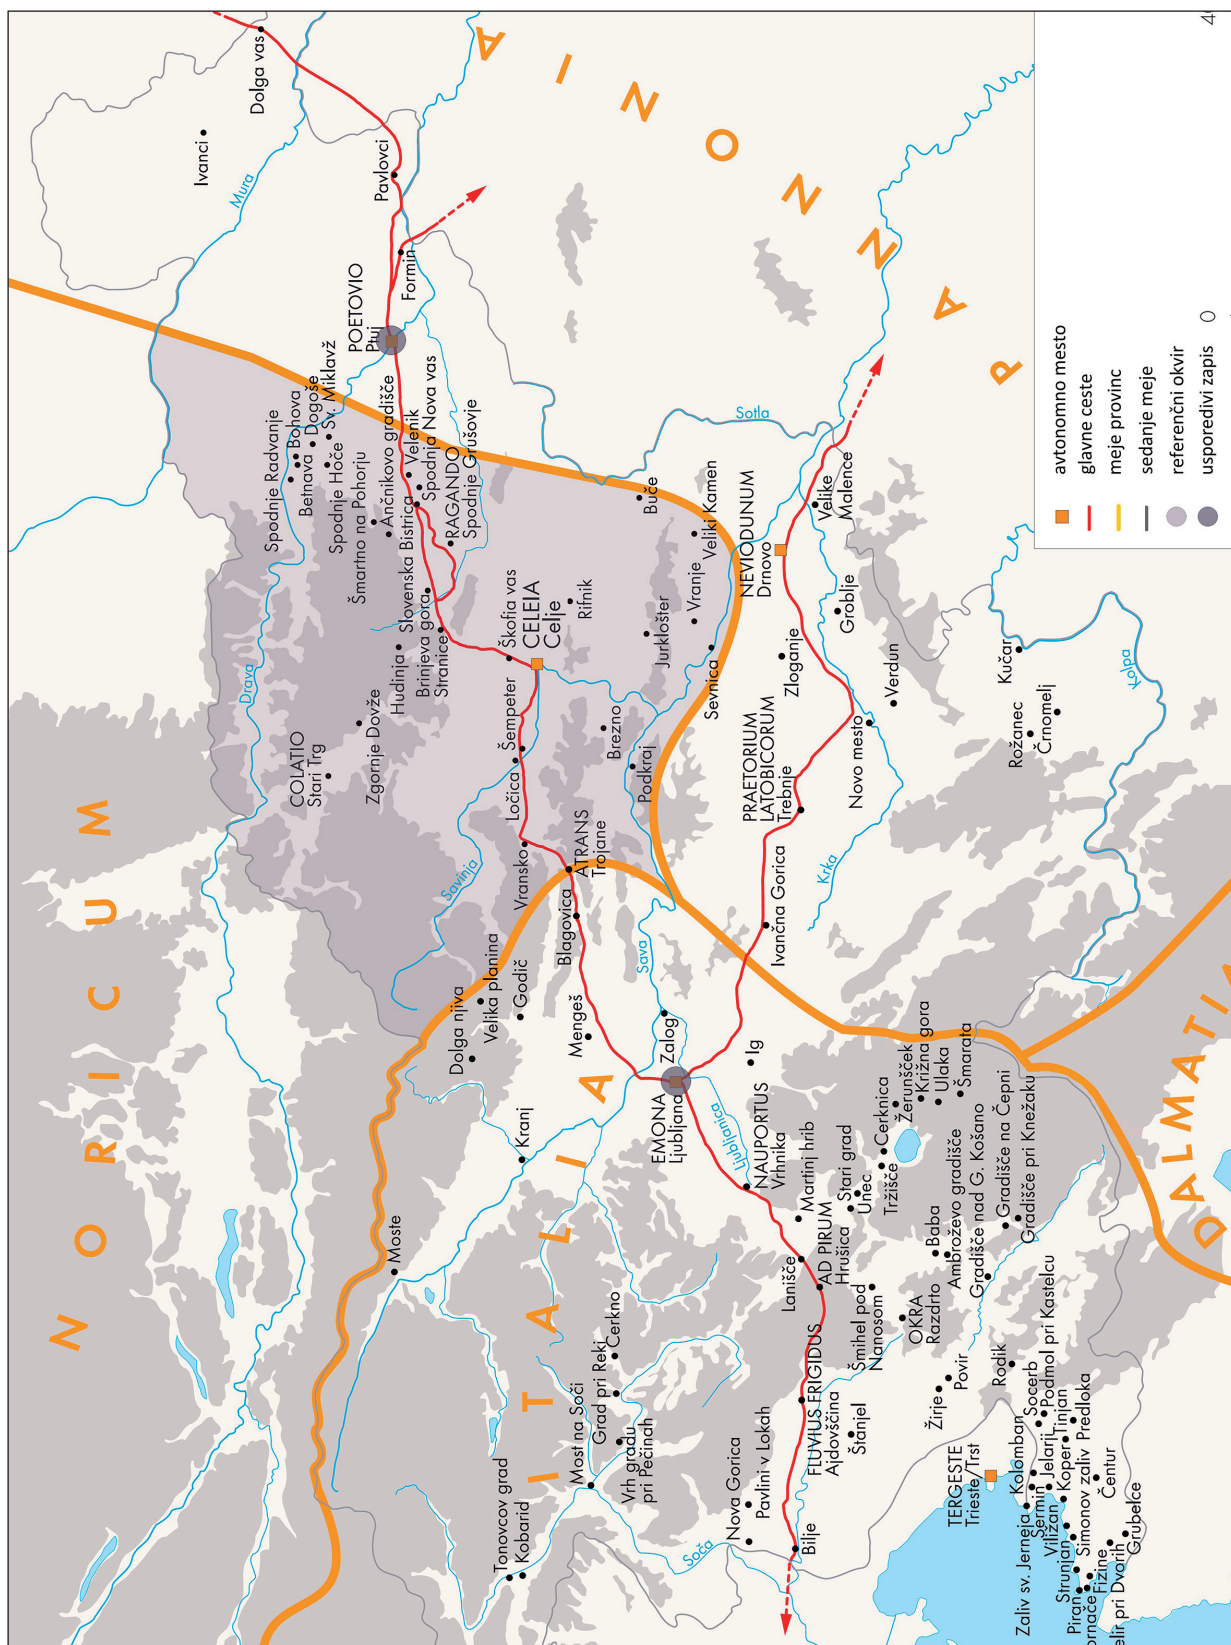 NORICUM
ITALIA
PANNONIA
DALMATIA
Dolga vas
Ivanci
Mura
Pavlovci
Formin
POETOVIO
Ptuj
Spodnje Radvanje
Bohova
Betnava
Dogoše
Sv. Miklavž
Spodnje Hoče
Šmartno na Pohorju
Ančnikovo gradišče
Velenik
Spodnja Nova vas
Slovenska Bistrica
RAGANDO
Spodnje Grušovje
Hudinja
Brinjeva gora
Stranice
Škofja vas
CELEIA
Celje
Rifnik
Drava
COLATIO
Stari Trg
Zgornje Dovže
Šempeter
Ločica
Vransko
Savinja
ATRANS
Trojane
Blagovica
Brezno
Podkraj
Jurklošter
Vranje
Sevnica
Veliki Kamen
Buče
Sotla
NEVIODUNUM
Drnovo
Velike
Malence
Groblje
Zloganje
Verdun
Novo mesto
PRAETORIUM
LATOBICORUM
Trebnje
Krka
Ivančna Gorica
Kučar
Rožanec
Črnomelj
Kolpa
Dolga njiva
Velika planina
Godič
Mengeš
Sava
Zalog
EMONA
Ljubljana
Ig
Ljubljanica
NAUPORTUS
Vrhnika
Kranj
Moste
Martinj hrib
Stari grad
Unec
Tržišče
Cerknica
Žerunšček
Križna gora
Ulaka
Šmarata
Lanišče
AD PIRUM
Hrušica
Šmihel pod
Nanosom
Baba
Ambroževo gradišče
Gradišče nad G. Košano
Gradišče na Čepni
Gradišče pri Knežaku
OKRA
Razdrto
Povir
Žirje
Rodik
FLUVIUS FRIGIDUS
Ajdovščina
Štanjel
Cerkno
Grad pri Reki
Most na Soči
Vrh gradu
pri Pečinah
Tonovcov grad
Kobarid
Nova Gorica
Pavlini v Lokah
Soča
Bilje
TERGESTE
Trieste/Trst
Kolonban
Socerb
Podmol pri Kastelcu
Tinjan
Predloka
Jelarji
Koper
Sermin
Zaliv sv. Jerneja
Viližan
Simonov zaliv
Strunjan
Piran
Fizine
Čentur
Grubelce
avtonomno mesto
glavne ceste
meje provinc
sedanje meje
referenčni okvir
usporedivi zapis
0